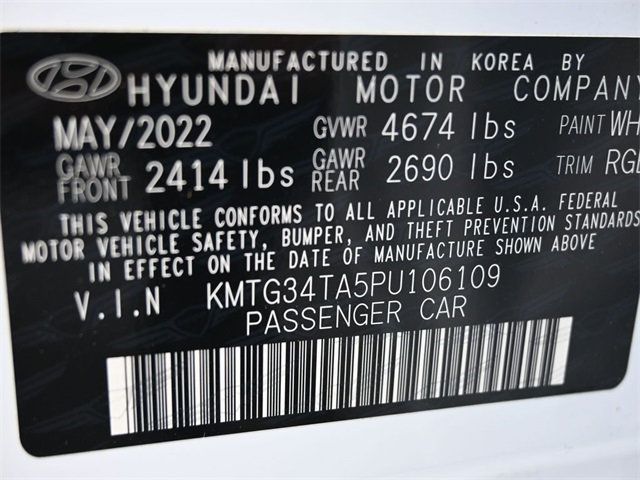 MANUFACTURED IN KOREA BY
HYUNDAI MOTOR COMPANY
MAY/2022 GVWR 4674 lbs PAINT WH
GAWR FRONT 2414 lbs GAWR REAR 2690 lbs TRIM RGL
THIS VEHICLE CONFORMS TO ALL APPLICABLE U.S.A. FEDERAL
MOTOR VEHICLE SAFETY, BUMPER, AND THEFT PREVENTION STANDARDS
IN EFFECT ON THE DATE OF MANUFACTURE SHOWN ABOVE
V.I.N KMTG34TA5PU106109
PASSENGER CAR